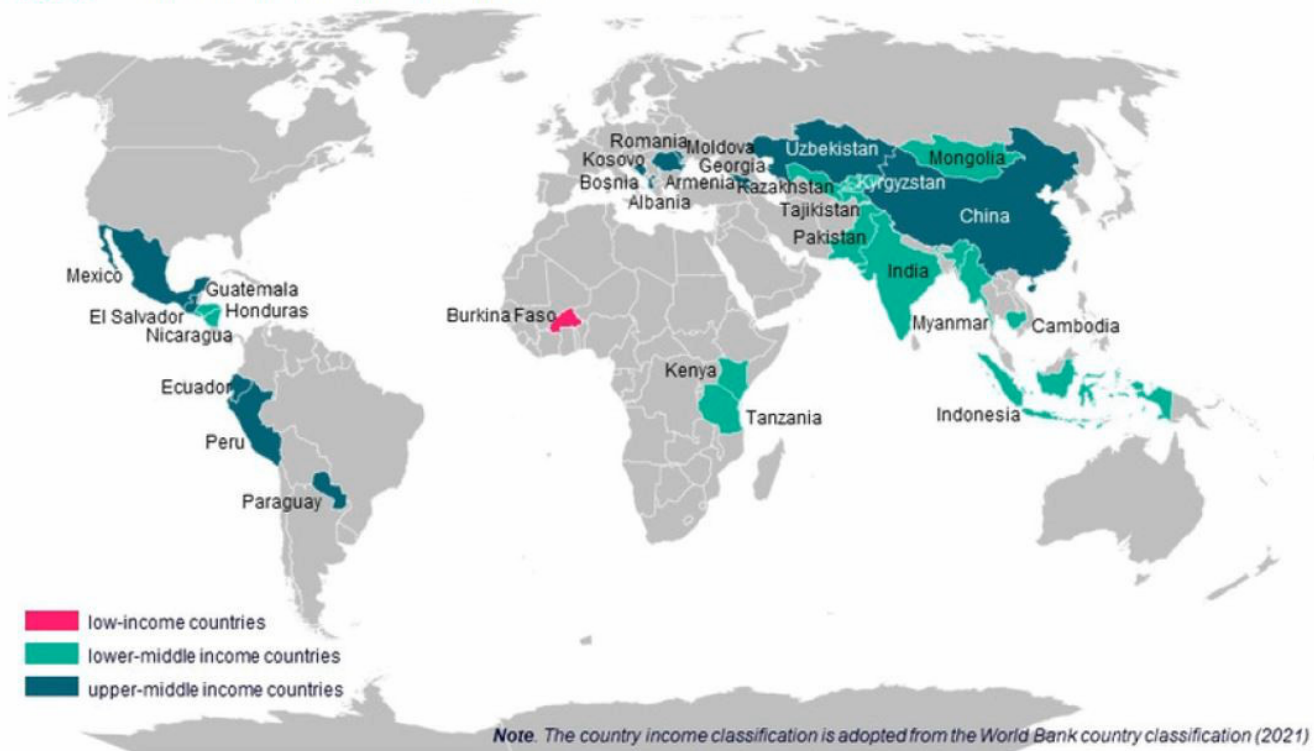 Romania
Moldova
Kosovo
Georgia
Bosnia
Armenia
Albania
Uzbekistan
Kazakhstan
Kyrgyzstan
Mongolia
Tajikistan
China
Pakistan
India
Myanmar
Cambodia
Indonesia
Mexico
Guatemala
El Salvador
Honduras
Nicaragua
Burkina Faso
Kenya
Tanzania
Ecuador
Peru
Paraguay
low-income countries
lower-middle income countries
upper-middle income countries
Note. The country income classification is adopted from the World Bank country classification (2021)